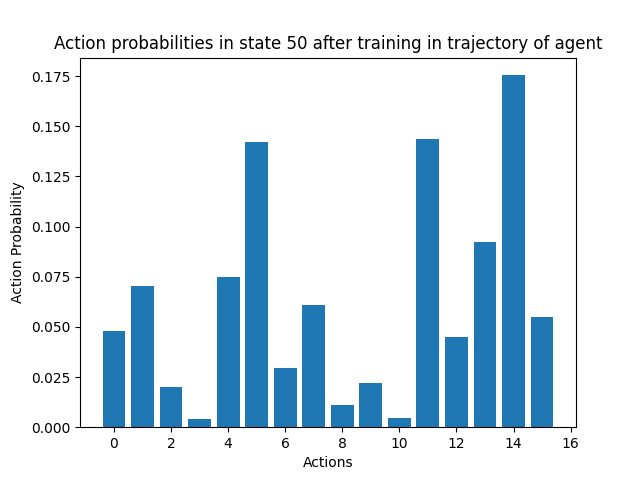 Action probabilities in state 50 after training in trajectory of agent
0.175
0.150
0.125
0.100
0.075
0.050
0.025
0.000
Action Probability
0 2 4 6 8 10 12 14 16
Actions